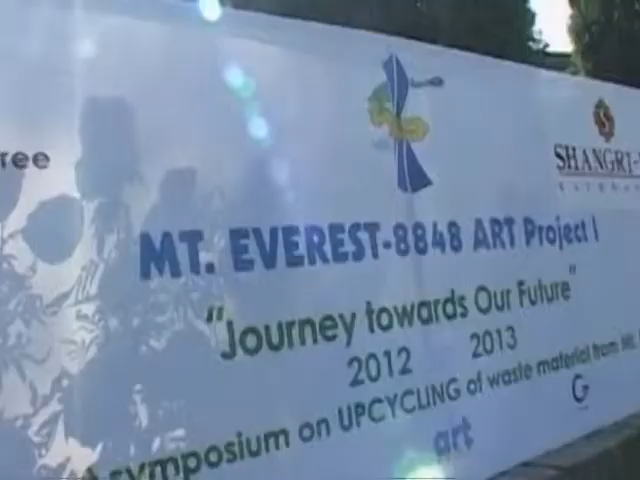 ree
SHANGRI-
MT. EVEREST-8848 ART Project I
"Journey towards Our Future"
2012 2013
A symposium on UPCYCLING of waste material from Mt.
art
G